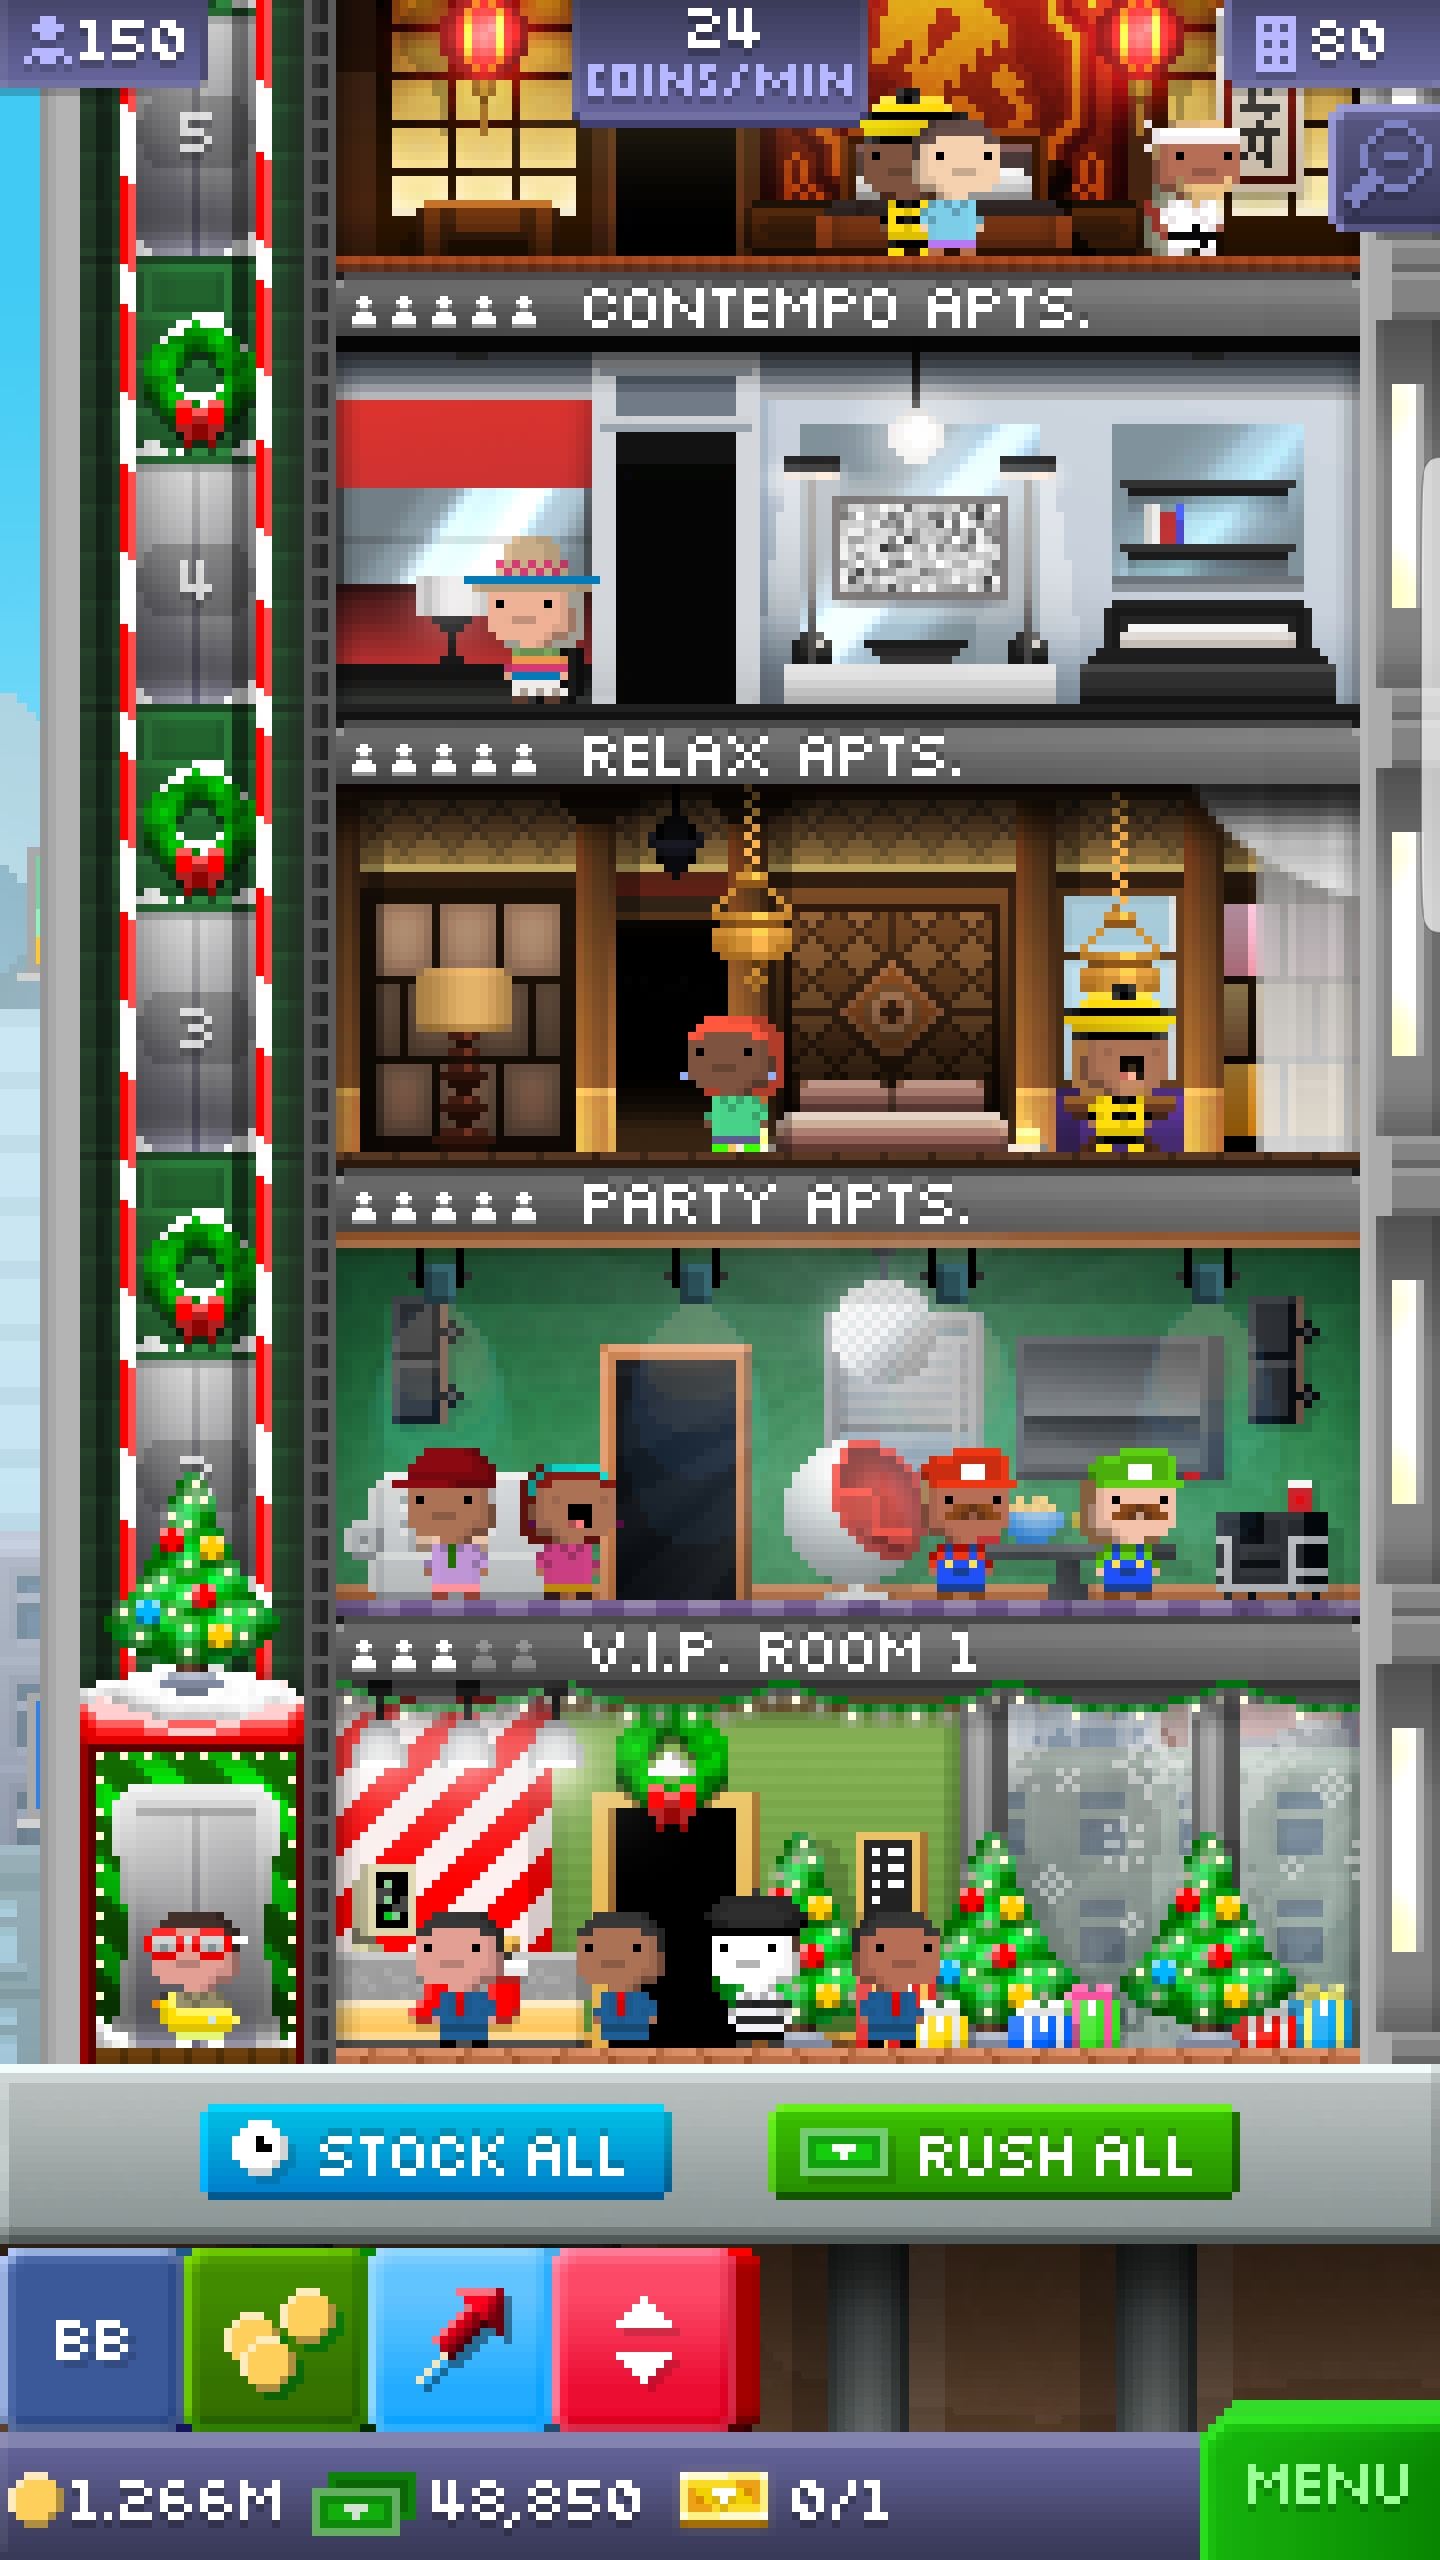 150
24
COINS/MIN
80
5
CONTEMPO APTS.
4
RELAX APTS.
3
PARTY APTS.
V.I.P. ROOM 1
STOCK ALL
RUSH ALL
BB
1.266M
48,850
0/1
MENU